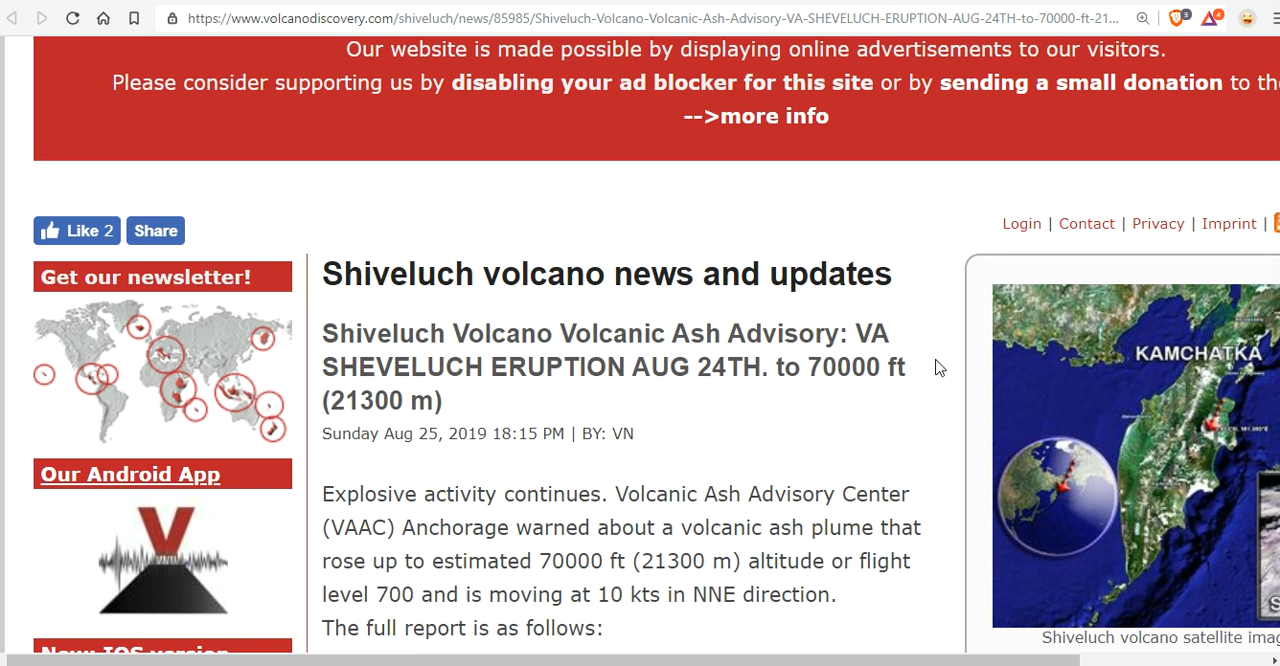 https://www.volcanodiscovery.com/shiveluch/news/85985/Shiveluch-Volcano-Volcanic-Ash-Advisory-VA-SHEVELUCH-ERUPTION-AUG-24TH-to-70000-ft-21...
3
4
Our website is made possible by displaying online advertisements to our visitors.
Please consider supporting us by disabling your ad blocker for this site or by sending a small donation to
-->more info
Like 2
Share
Login | Contact | Privacy | Imprint |
Get our newsletter!
Our Android App
Shiveluch volcano news and updates
Shiveluch Volcano Volcanic Ash Advisory: VA
SHEVELUCH ERUPTION AUG 24TH. to 70000 ft
(21300 m)
Sunday Aug 25, 2019 18:15 PM | BY: VN
Explosive activity continues. Volcanic Ash Advisory Center
(VAAC) Anchorage warned about a volcanic ash plume that
rose up to estimated 70000 ft (21300 m) altitude or flight
level 700 and is moving at 10 kts in NNE direction.
The full report is as follows:
KAMCHATKA
Shiveluch volcano satellite